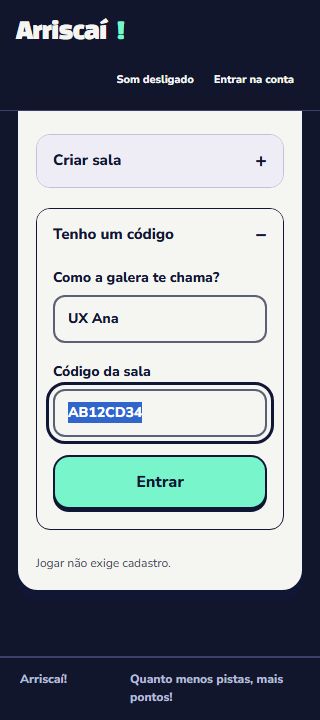 Arriscaí !
Som desligado Entrar na conta
Criar sala +
Tenho um código −
Como a galera te chama?
UX Ana
Código da sala
AB12CD34
Entrar
Jogar não exige cadastro.
Arriscaí!
Quanto menos pistas, mais
pontos!